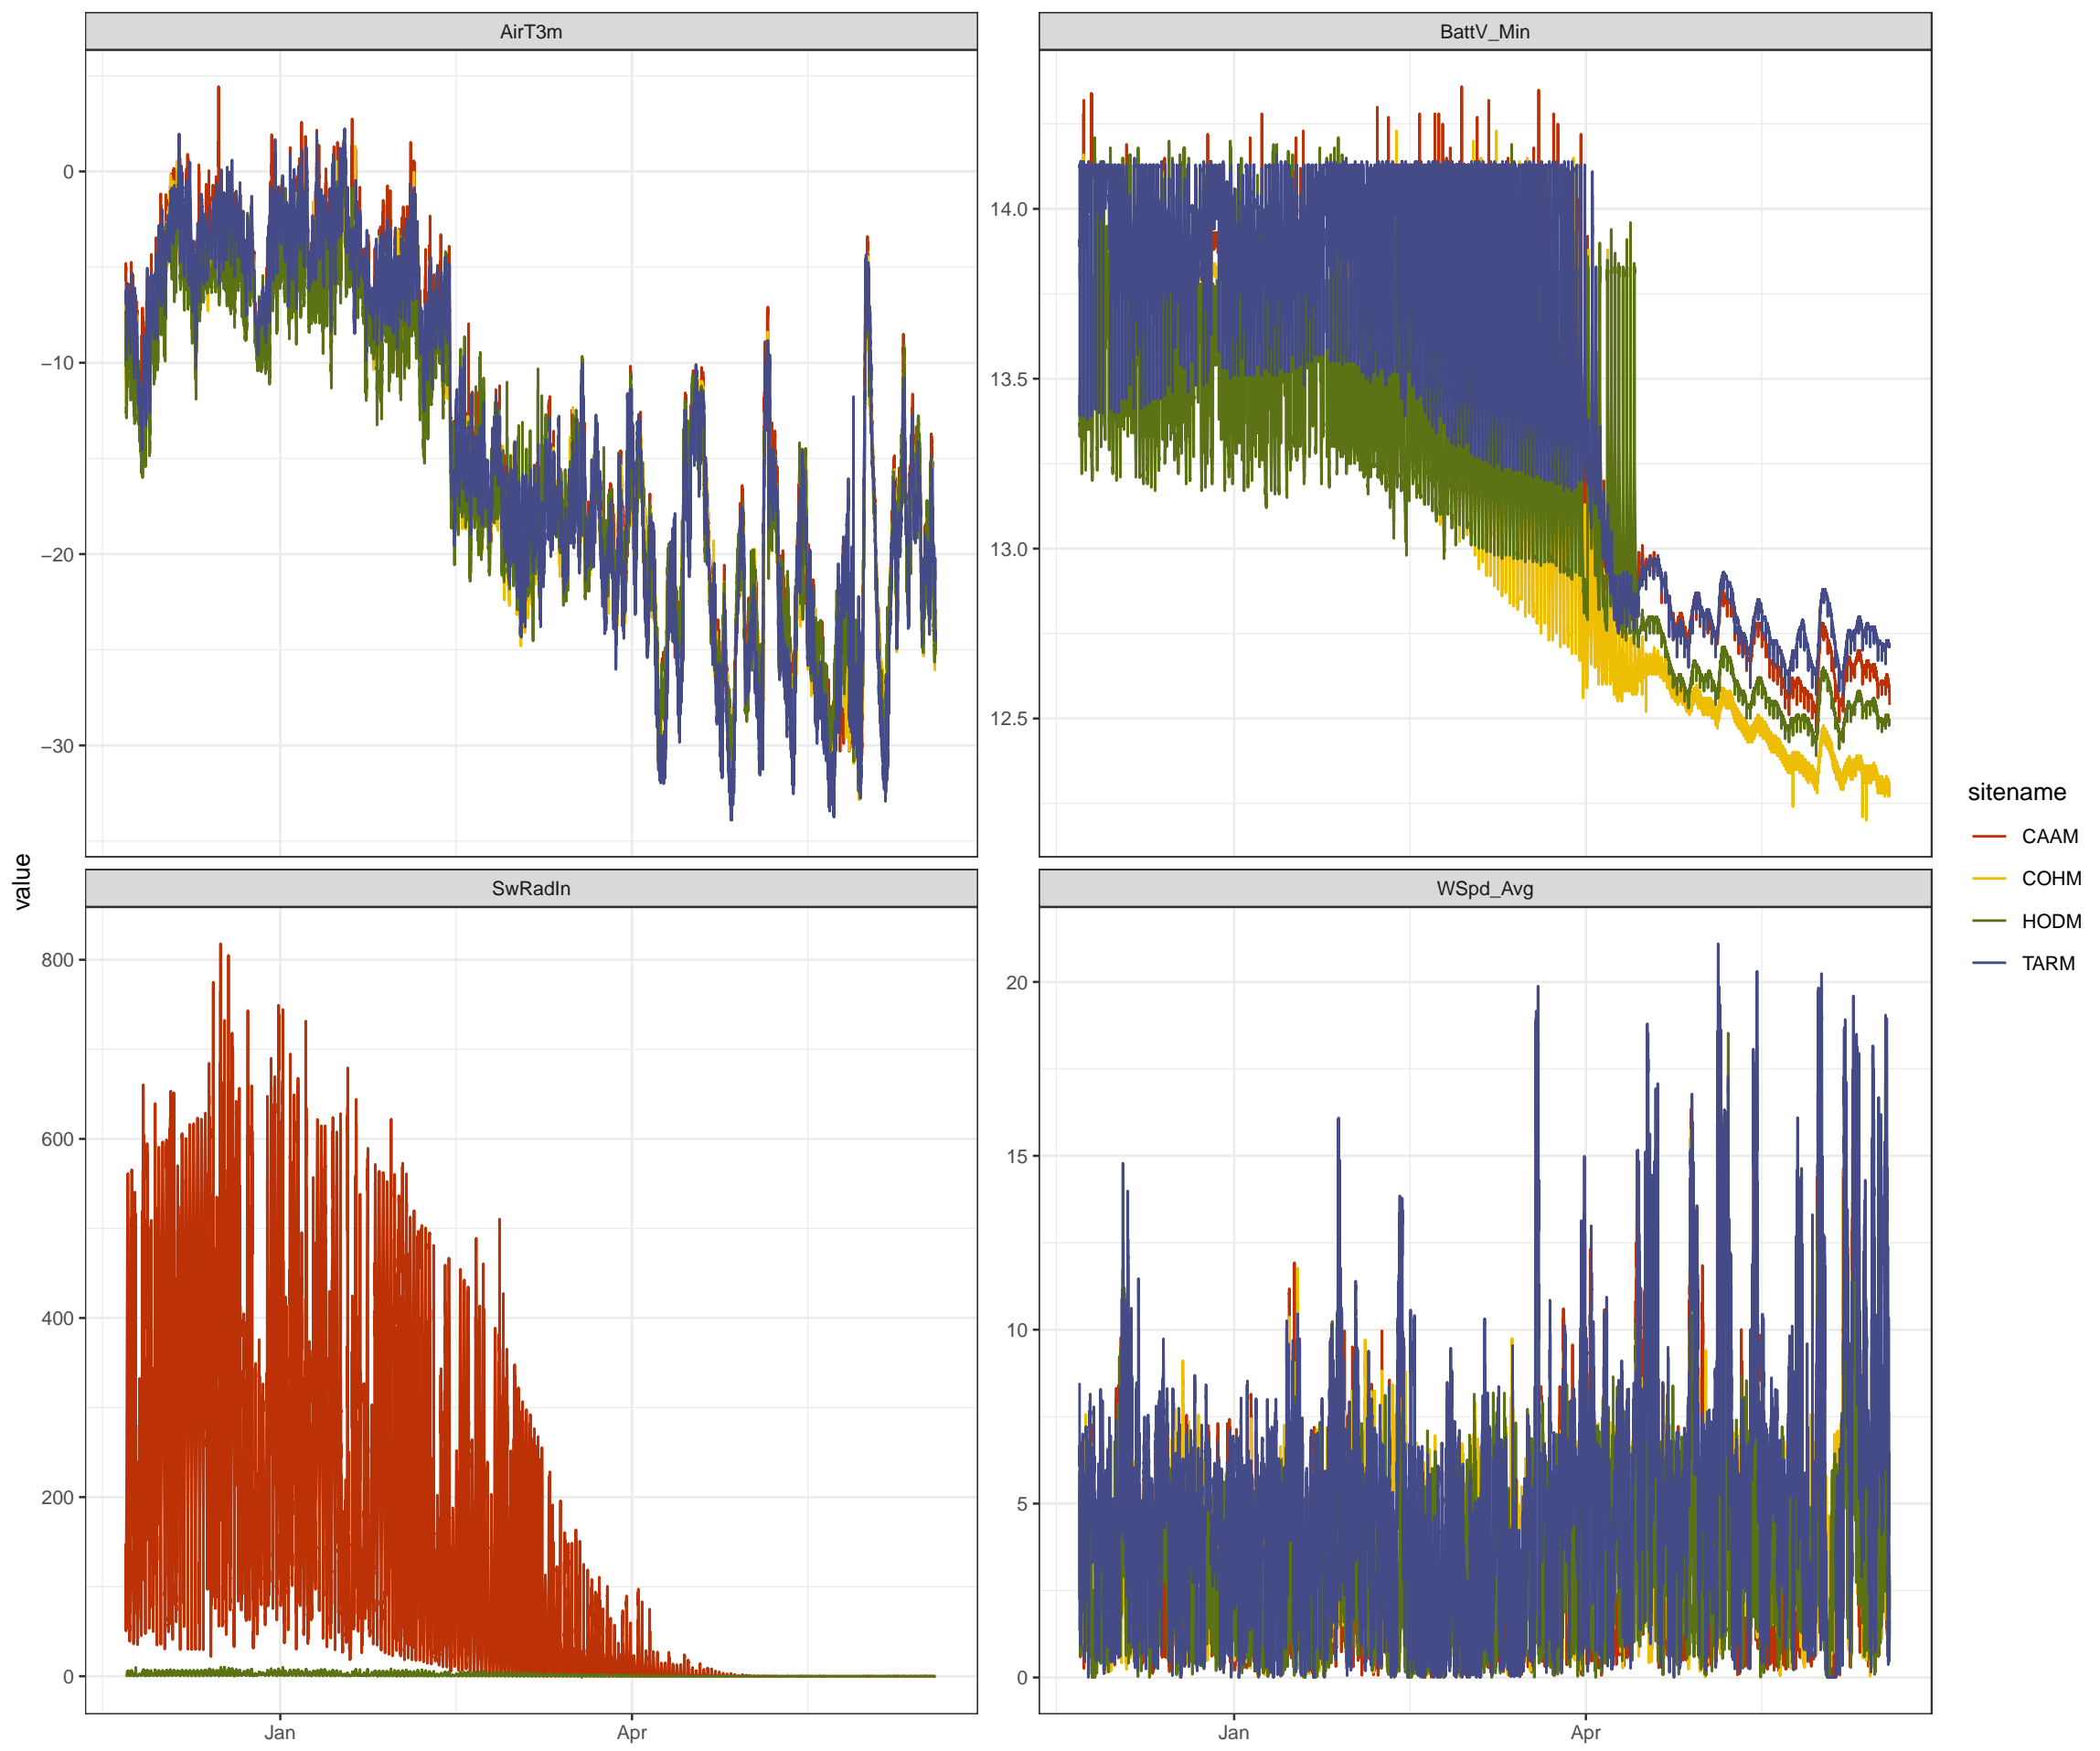 AirT3m
BattV_Min
0
−10
−20
−30
14.0
13.5
13.0
12.5
SwRadIn
WSpd_Avg
800
600
400
200
0
20
15
10
5
0
Jan
Apr
Jan
Apr
value
sitename
CAAM
COHM
HODM
TARM